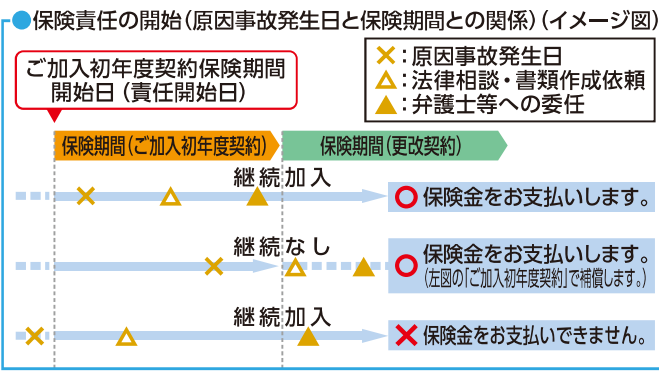 ●保険責任の開始(原因事故発生日と保険期間との関係)(イメージ図)
×:原因事故発生日
△:法律相談・書類作成依頼
▲:弁護士等への委任
ご加入初年度契約保険期間
開始日(責任開始日)
保険期間(ご加入初年度契約)
保険期間(更改契約)
継続加入
○保険金をお支払いします。
継続なし
○保険金をお支払いします。
(左図の「ご加入初年度契約」で補償します。)
継続加入
×保険金をお支払いできません。